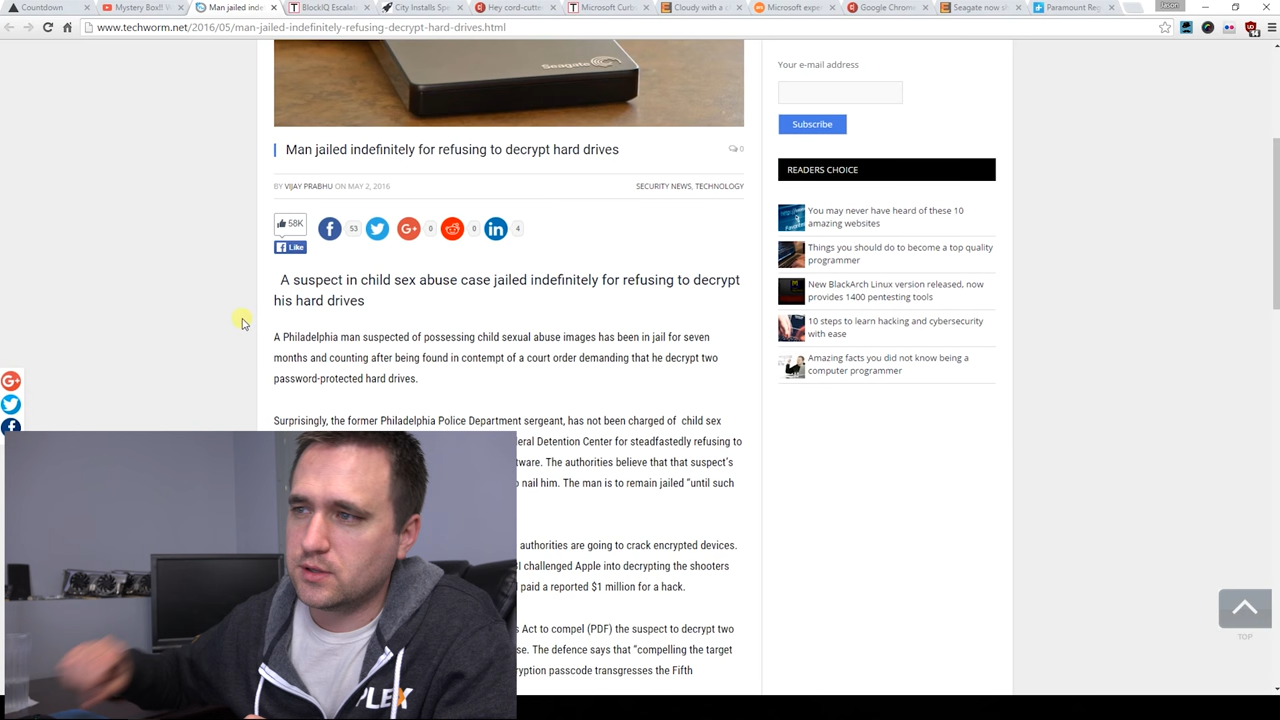 Countdown
Mystery Box!!
Man jailed inde
BlockIQ Escalat
City Installs Spe
Hey cord-cutter
Microsoft Curb
Cloudy with a c
Microsoft exper
Google Chrome
Seagate now sh
Paramount Reg
Jason
www.techworm.net/2016/05/man-jailed-indefinitely-refusing-decrypt-hard-drives.html
Seagate
Man jailed indefinitely for refusing to decrypt hard drives
0
BY VIJAY PRABHU ON MAY 2, 2016
SECURITY NEWS, TECHNOLOGY
58K
Like
53
0
0
4
A suspect in child sex abuse case jailed indefinitely for refusing to decrypt
his hard drives
A Philadelphia man suspected of possessing child sexual abuse images has been in jail for seven
months and counting after being found in contempt of a court order demanding that he decrypt two
password-protected hard drives.
Surprisingly, the former Philadelphia Police Department sergeant, has not been charged of child sex
eral Detention Center for steadfastedly refusing to
tware. The authorities believe that that suspect's
o nail him. The man is to remain jailed "until such
authorities are going to crack encrypted devices.
I challenged Apple into decrypting the shooters
paid a reported $1 million for a hack.
s Act to compel (PDF) the suspect to decrypt two
se. The defence says that "compelling the target
ryption passcode transgresses the Fifth
Your e-mail address
Subscribe
READERS CHOICE
You may never have heard of these 10
amazing websites
Things you should do to become a top quality
programmer
New BlackArch Linux version released, now
provides 1400 pentesting tools
10 steps to learn hacking and cybersecurity
with ease
Amazing facts you did not know being a
computer programmer
TOP
PLEX